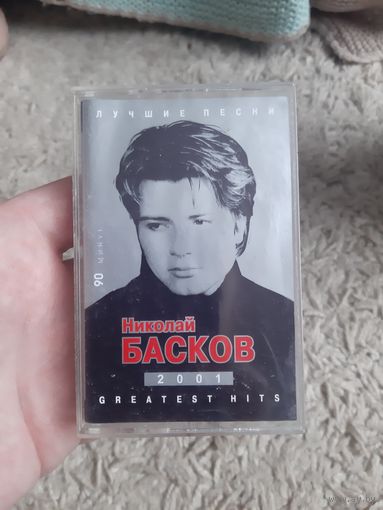 ЛУЧШИЕ ПЕСНИ
90 МИНУТ
Николай
БАСКОВ
2001
GREATEST HITS